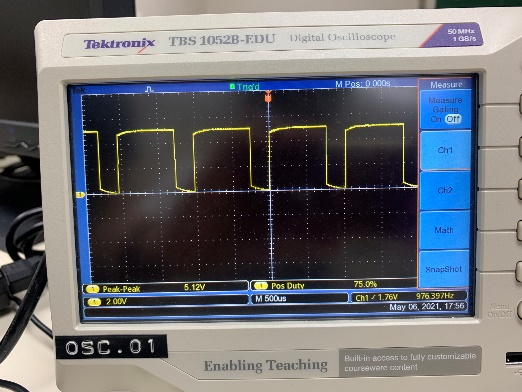 Tektronix TBS 1052B-EDU Digital Oscilloscope
50 MHz
1 GS/s
Trig'd M Pos: 0.000s Measure
Measure
Gating
On Off
Ch1
Ch2
Math
SnapShot
1 Peak-Peak 5.12V 1 Pos Duty 75.0%
1 2.00V M 500us Ch1 / 1.76V 976.397Hz
May 06, 2021, 17:56
Menu
On/Off
OSC.01
Enabling Teaching
Built-in access to fully customizable
courseware content